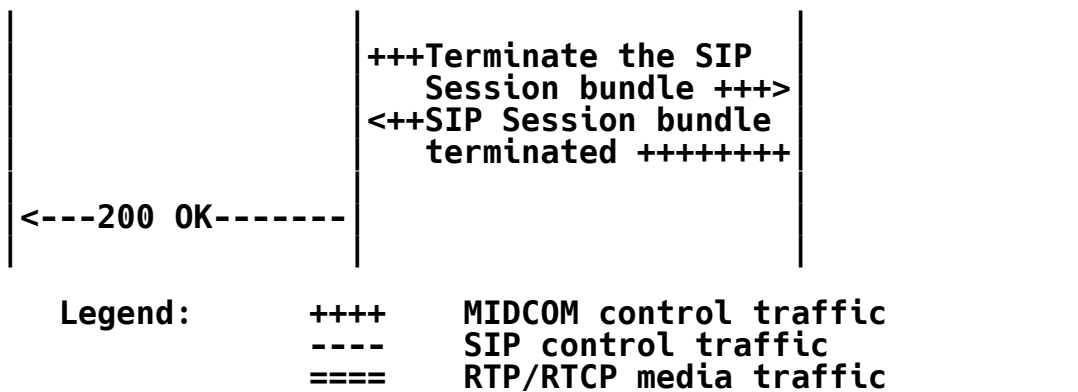 |                 |                      |
|                 |+++Terminate the SIP  |
|                 |   Session bundle +++>|
|                 |<++SIP Session bundle |
|                 |   terminated ++++++++|
|                 |                      |
|<---200 OK-------|                      |
|                 |                      |
Legend:      ++++    MIDCOM control traffic
             ----    SIP control traffic
             ====    RTP/RTCP media traffic